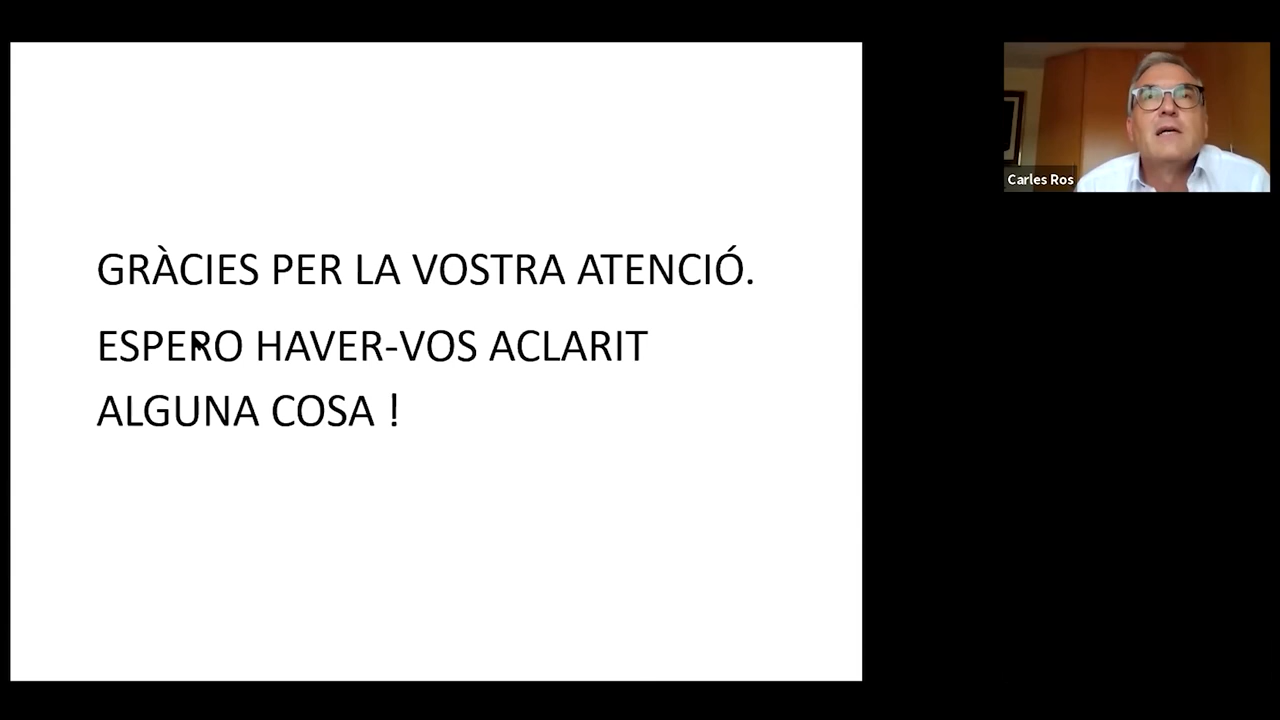 GRÀCIES PER LA VOSTRA ATENCIÓ.
ESPERO HAVER-VOS ACLARIT
ALGUNA COSA !
Carles Ros